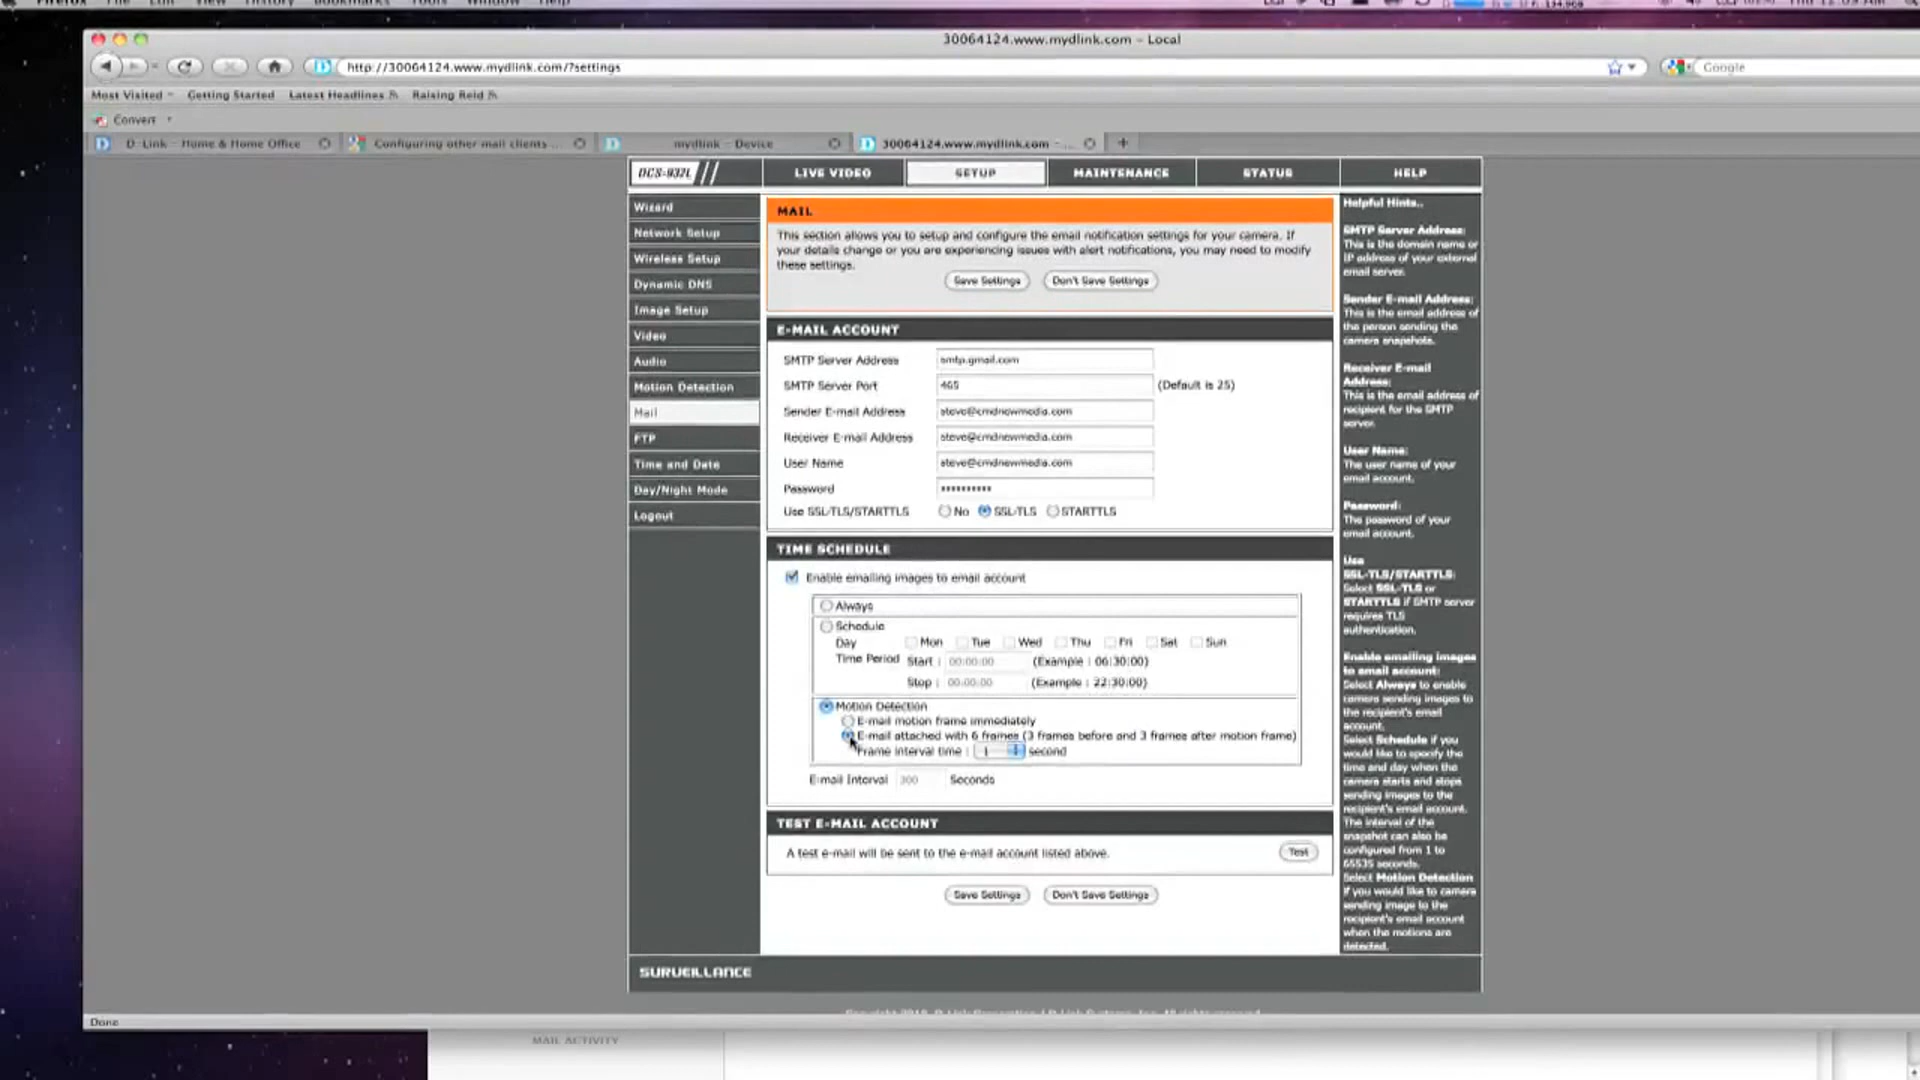 Firefox File Edit View History Bookmarks Tools Window Help
30064124.www.mydlink.com – Local
http://30064124.www.mydlink.com/?settings
Google
Most Visited Getting Started Latest Headlines Raising Reid
Convert
D-Link – Home & Home Office
Configuring other mail clients ...
mydlink – Device
30064124.www.mydlink.com – ...
DCS-932L
LIVE VIDEO SETUP MAINTENANCE STATUS HELP
Wizard
Network Setup
Wireless Setup
Dynamic DNS
Image Setup
Video
Audio
Motion Detection
Mail
FTP
Time and Date
Day/Night Mode
Logout
MAIL
This section allows you to setup and configure the email notification settings for your camera. If
your details change or you are experiencing issues with alert notifications, you may need to modify
these settings.
Save Settings Don't Save Settings
E-MAIL ACCOUNT
SMTP Server Address smtp.gmail.com
SMTP Server Port 465 (Default is 25)
Sender E-mail Address steve@cmdnewmedia.com
Receiver E-mail Address steve@cmdnewmedia.com
User Name steve@cmdnewmedia.com
Password **********
Use SSL-TLS/STARTTLS No SSL-TLS STARTTLS
TIME SCHEDULE
Enable emailing images to email account
Always
Schedule
Day Mon Tue Wed Thu Fri Sat Sun
Time Period Start : 00:00:00 (Example : 06:30:00)
Stop : 00:00:00 (Example : 22:30:00)
Motion Detection
E-mail motion frame immediately
E-mail attached with 6 frames (3 frames before and 3 frames after motion frame)
Frame interval time : 1 second
E-mail Interval 300 Seconds
TEST E-MAIL ACCOUNT
A test e-mail will be sent to the e-mail account listed above.
Test
Save Settings Don't Save Settings
Helpful Hints..
SMTP Server Address:
This is the domain name or
IP address of your external
email server.
Sender E-mail Address:
This is the email address of
the person sending the
camera snapshots.
Receiver E-mail
Address:
This is the email address of
recipient for the SMTP
server.
User Name:
The user name of your
email account.
Password:
The password of your
email account.
Use
SSL-TLS/STARTTLS:
Select SSL-TLS or
STARTTLS if SMTP server
requires TLS
authentication.
Enable emailing images
to email account:
Select Always to enable
camera sending images to
the recipient's email
account.
Select Schedule if you
would like to specify the
time and day when the
camera starts and stops
sending images to the
recipient's email account.
The interval of the
snapshot can also be
configured from 1 to
65535 seconds.
Select Motion Detection
if you would like to camera
sending image to the
recipient's email account
when the motions are
detected.
SURVEILLANCE
Done
MAIL ACTIVITY